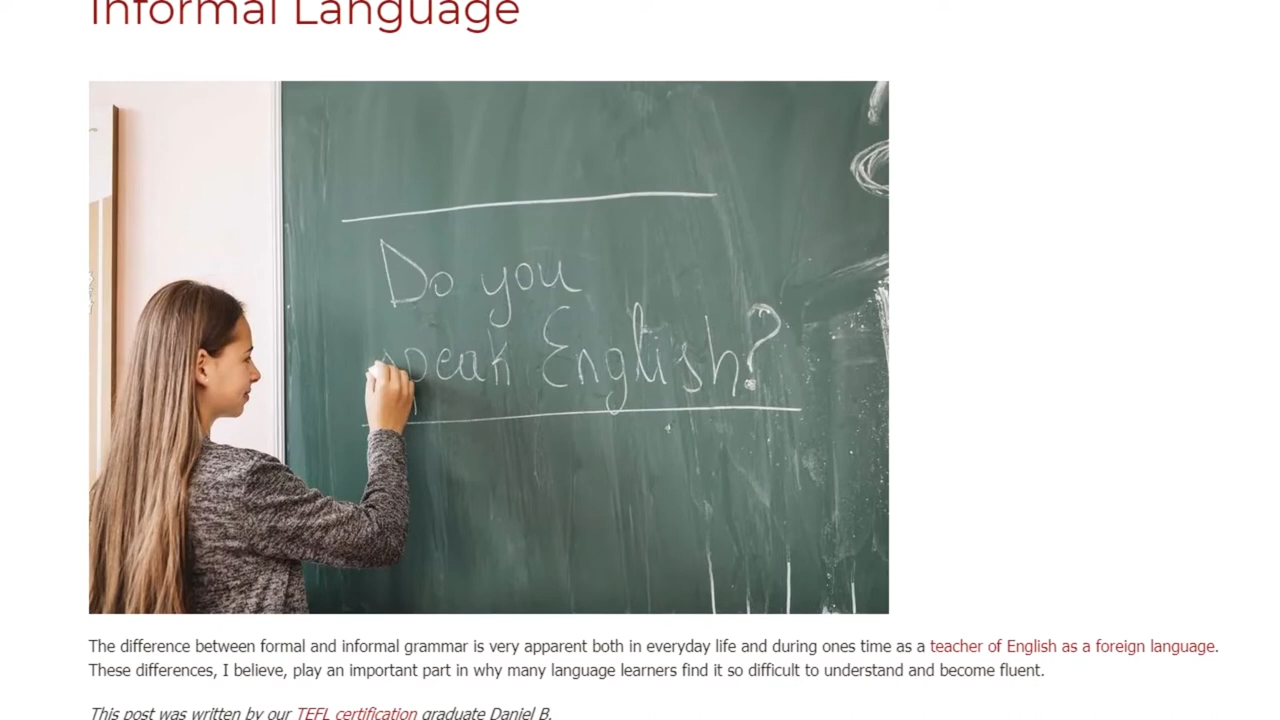 Informal Language
Do you
speak English?
The difference between formal and informal grammar is very apparent both in everyday life and during ones time as a teacher of English as a foreign language.
These differences, I believe, play an important part in why many language learners find it so difficult to understand and become fluent.
This post was written by our TEFL certification graduate Daniel B.